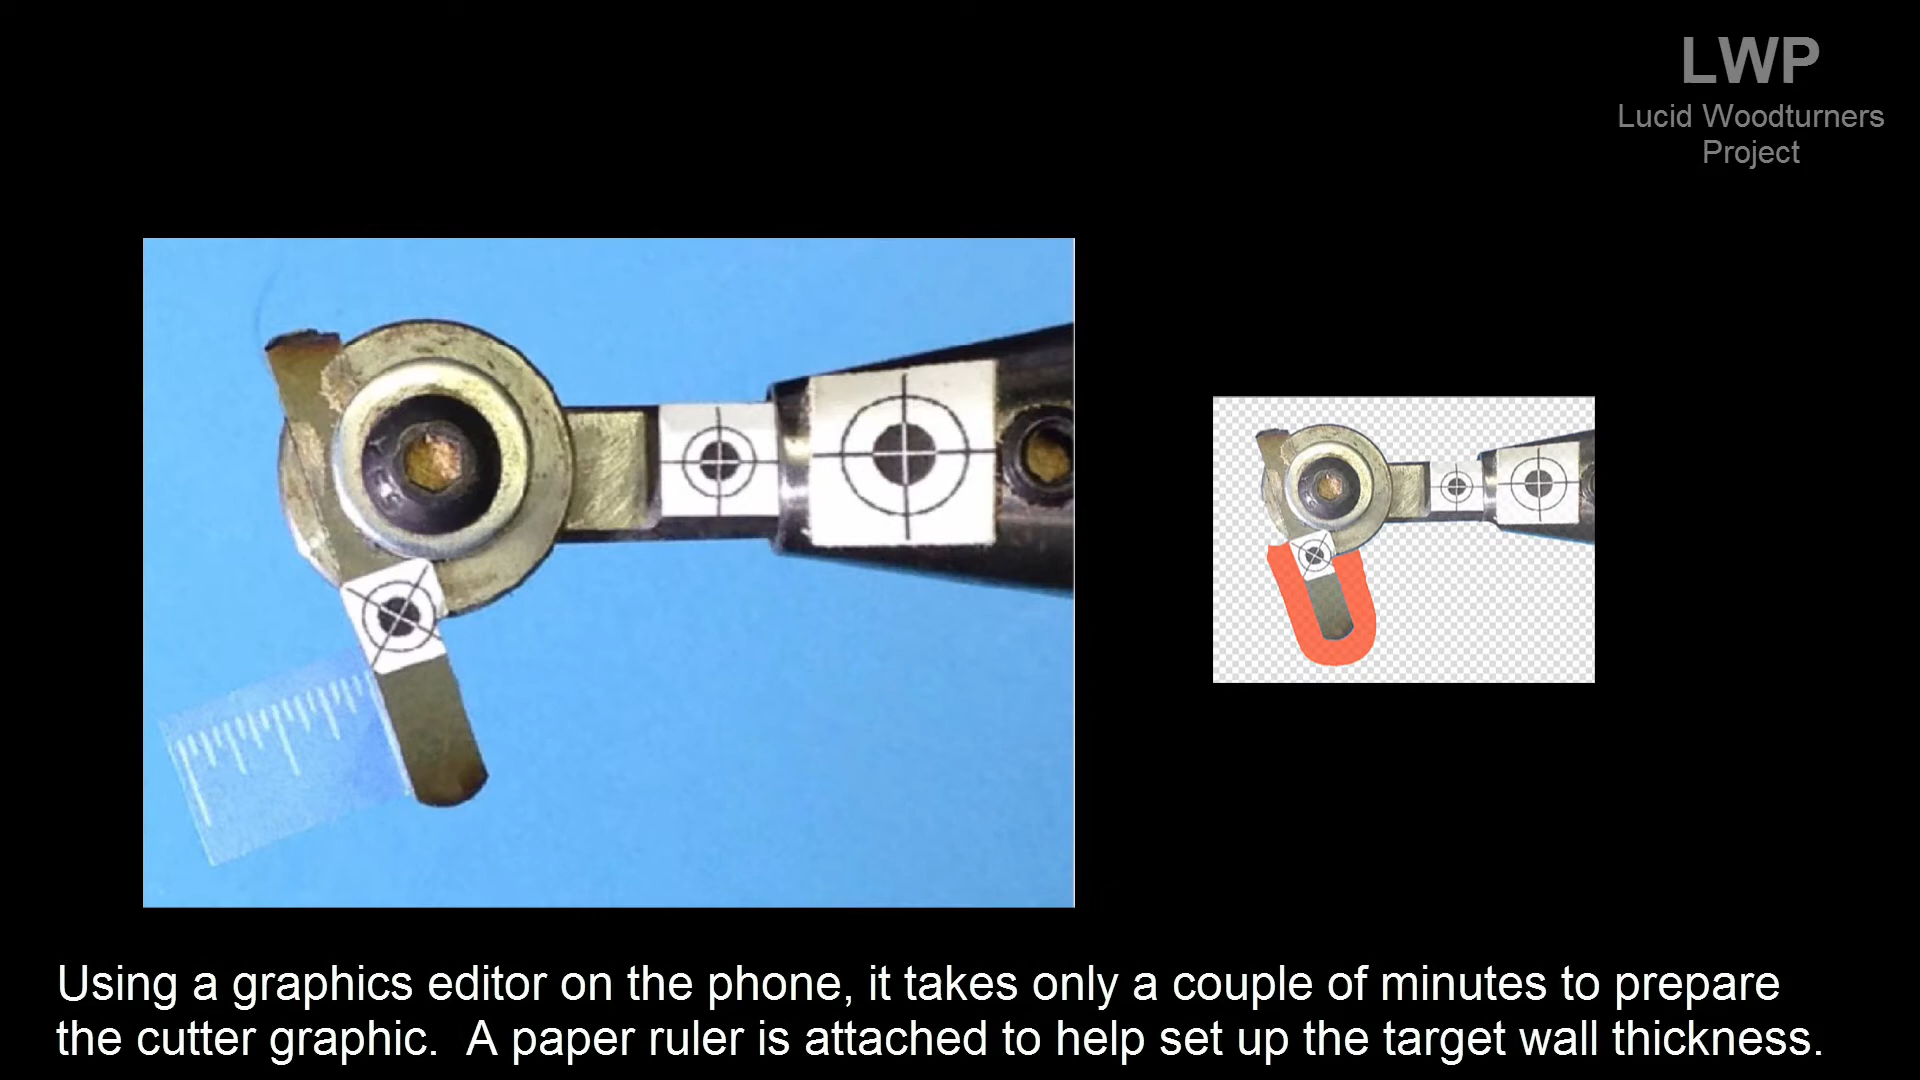 LWP
Lucid Woodturners
Project
Using a graphics editor on the phone, it takes only a couple of minutes to prepare
the cutter graphic.  A paper ruler is attached to help set up the target wall thickness.